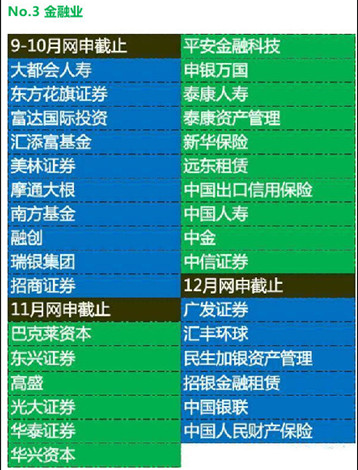 No.3 金融业
9-10月网申截止
大都会人寿
东方花旗证券
富达国际投资
汇添富基金
美林证券
摩通大根
南方基金
融创
瑞银集团
招商证券
11月网申截止
巴克莱资本
东兴证券
高盛
光大证券
华泰证券
华兴资本
平安金融科技
申银万国
泰康人寿
泰康资产管理
新华保险
远东租赁
中国出口信用保险
中国人寿
中金
中信证券
12月网申截止
广发证券
汇丰环球
民生加银资产管理
招银金融租赁
中国银联
中国人民财产保险